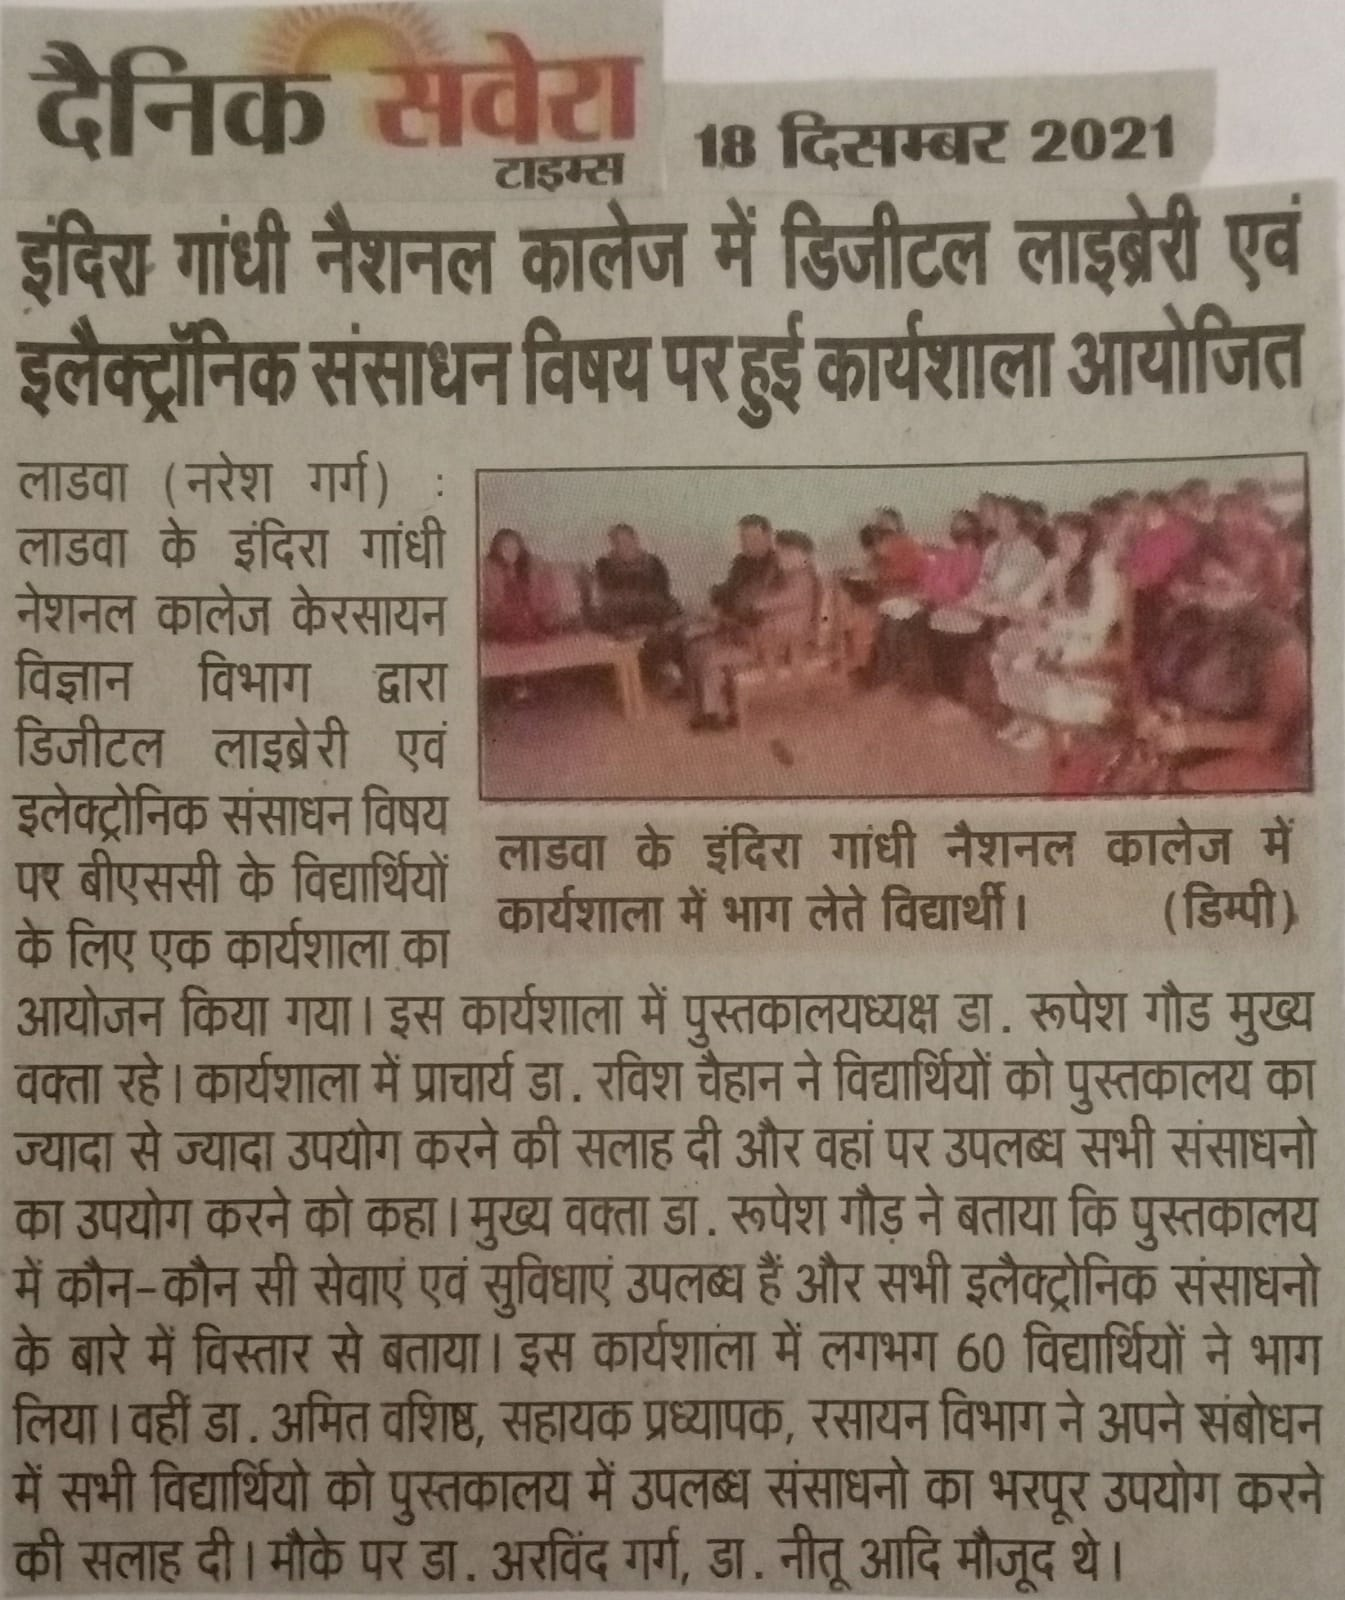 दैनिक सवेरा
टाइम्स
18 दिसम्बर 2021
इंदिरा गांधी नैशनल कालेज में डिजीटल लाइब्रेरी एवं
इलैक्ट्रॉनिक संसाधन विषय पर हुई कार्यशाला आयोजित
लाडवा (नरेश गर्ग) :
लाडवा के इंदिरा गांधी
नेशनल कालेज केरसायन
विज्ञान विभाग द्वारा
डिजीटल लाइब्रेरी एवं
इलेक्ट्रोनिक संसाधन विषय
पर बीएससी के विद्यार्थियों
के लिए एक कार्यशाला का
लाडवा के इंदिरा गांधी नैशनल कालेज में
कार्यशाला में भाग लेते विद्यार्थी। (डिम्पी)
आयोजन किया गया। इस कार्यशाला में पुस्तकालयध्यक्ष डा. रूपेश गौड मुख्य
वक्ता रहे। कार्यशाला में प्राचार्य डा. रविश चैहान ने विद्यार्थियों को पुस्तकालय का
ज्यादा से ज्यादा उपयोग करने की सलाह दी और वहां पर उपलब्ध सभी संसाधनो
का उपयोग करने को कहा। मुख्य वक्ता डा. रूपेश गौड़ ने बताया कि पुस्तकालय
में कौन-कौन सी सेवाएं एवं सुविधाएं उपलब्ध हैं और सभी इलैक्ट्रोनिक संसाधनो
के बारे में विस्तार से बताया। इस कार्यशाला में लगभग 60 विद्यार्थियों ने भाग
लिया। वहीं डा. अमित वशिष्ठ, सहायक प्रध्यापक, रसायन विभाग ने अपने संबोधन
में सभी विद्यार्थियो को पुस्तकालय में उपलब्ध संसाधनो का भरपूर उपयोग करने
की सलाह दी। मौके पर डा. अरविंद गर्ग, डा. नीतू आदि मौजूद थे।